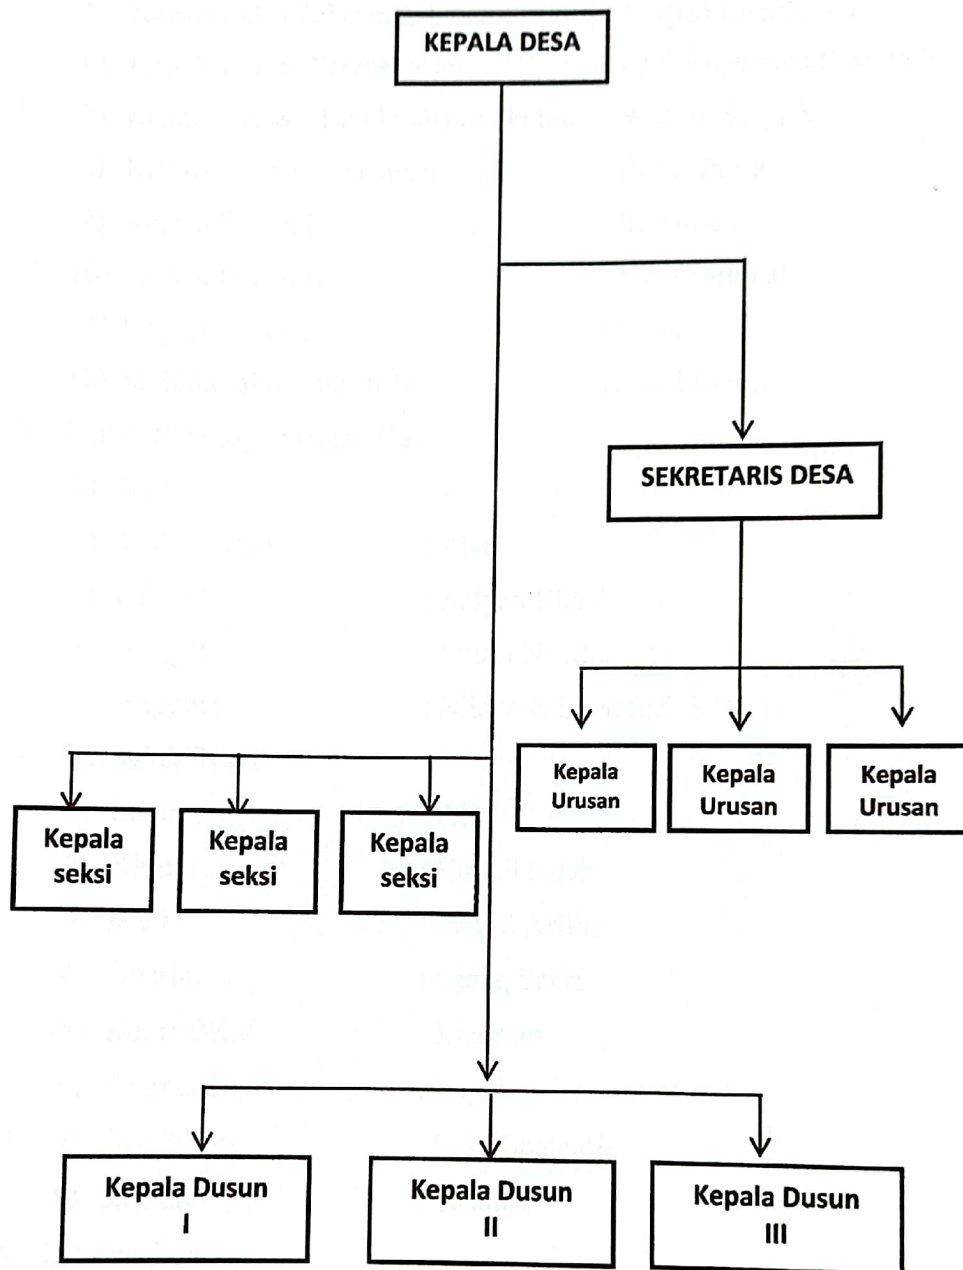 KEPALA DESA
SEKRETARIS DESA
Kepala
Urusan
Kepala
Urusan
Kepala
Urusan
Kepala
seksi
Kepala
seksi
Kepala
seksi
Kepala Dusun
I
Kepala Dusun
II
Kepala Dusun
III